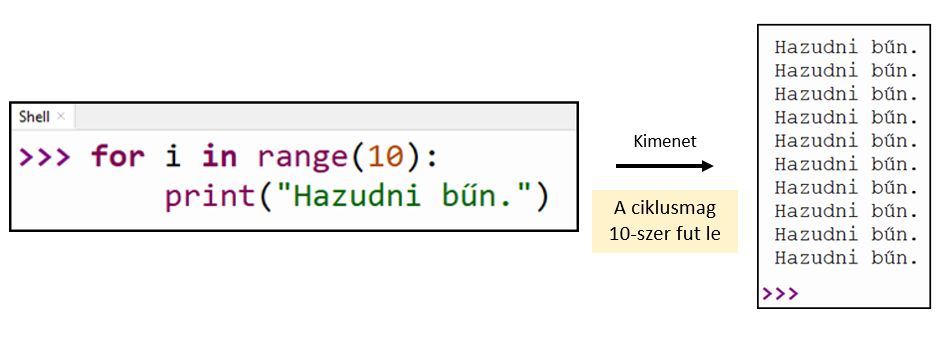 Shell ×
>>> for i in range(10):
print("Hazudni bűn.")
Kimenet
A ciklusmag
10-szer fut le
Hazudni bűn.
Hazudni bűn.
Hazudni bűn.
Hazudni bűn.
Hazudni bűn.
Hazudni bűn.
Hazudni bűn.
Hazudni bűn.
Hazudni bűn.
Hazudni bűn.
>>>